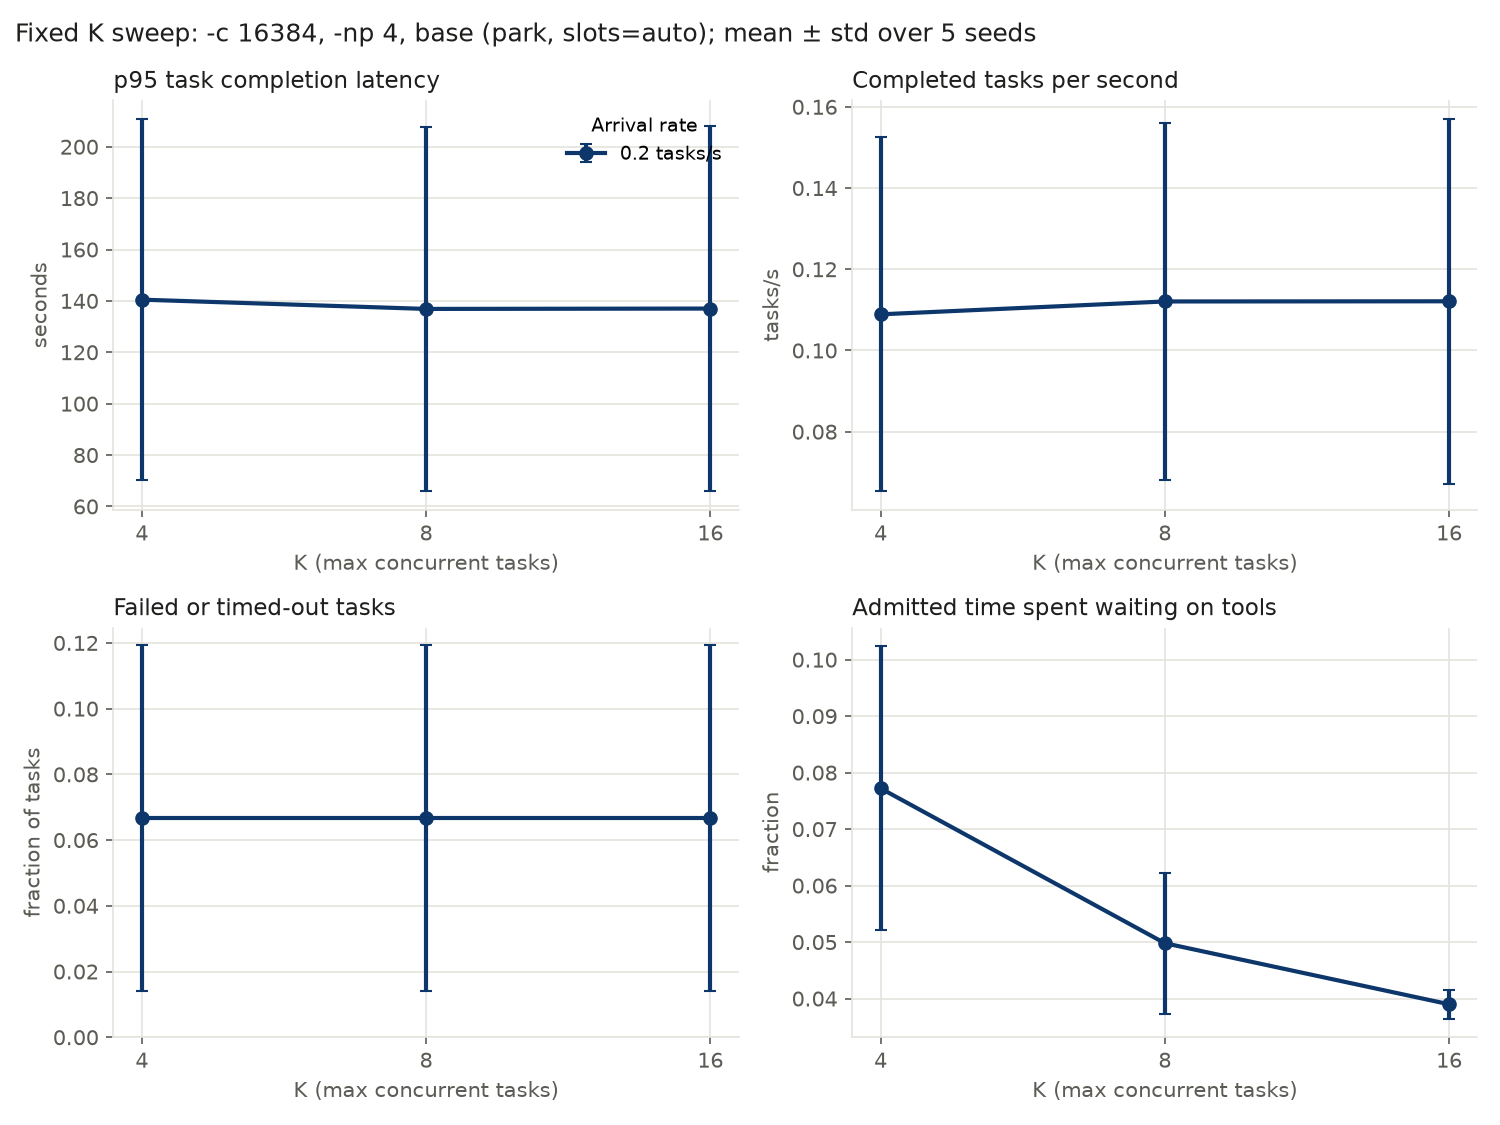 Fixed K sweep: -c 16384, -np 4, base (park, slots=auto); mean ± std over 5 seeds
p95 task completion latency
Arrival rate
0.2 tasks/s
200
180
160
140
120
100
80
60
seconds
4
8
16
K (max concurrent tasks)
Completed tasks per second
0.16
0.14
0.12
0.10
0.08
tasks/s
4
8
16
K (max concurrent tasks)
Failed or timed-out tasks
0.12
0.10
0.08
0.06
0.04
0.02
0.00
fraction of tasks
4
8
16
K (max concurrent tasks)
Admitted time spent waiting on tools
0.10
0.09
0.08
0.07
0.06
0.05
0.04
fraction
4
8
16
K (max concurrent tasks)